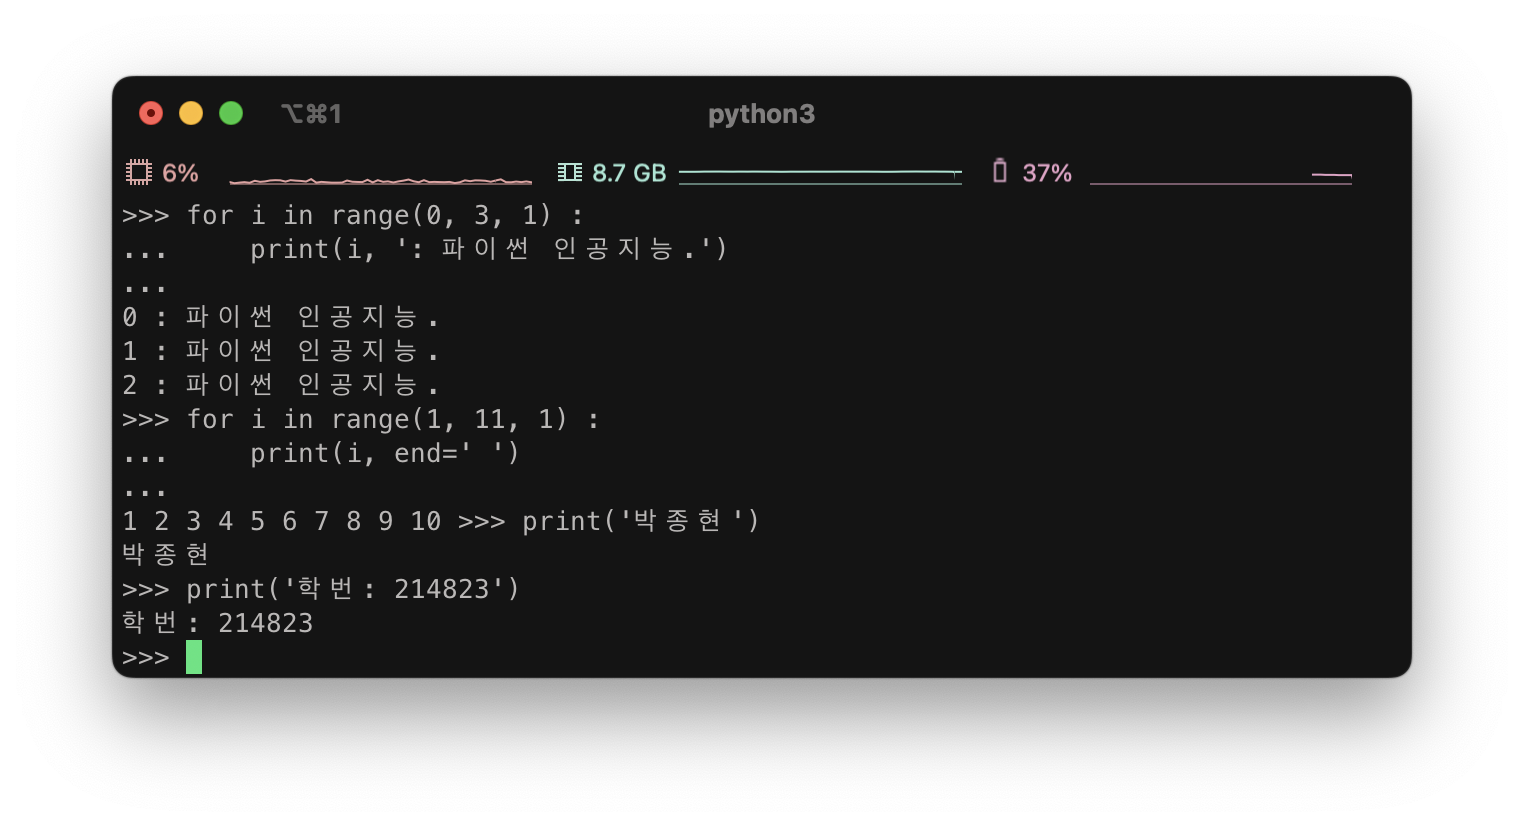 ⌥⌘1 python3
6% 8.7 GB 37%
>>> for i in range(0, 3, 1) :
...     print(i, ': 파이썬 인공지능.')
...
0 : 파이썬 인공지능.
1 : 파이썬 인공지능.
2 : 파이썬 인공지능.
>>> for i in range(1, 11, 1) :
...     print(i, end=' ')
...
1 2 3 4 5 6 7 8 9 10 >>> print('박종현')
박종현
>>> print('학번: 214823')
학번: 214823
>>>